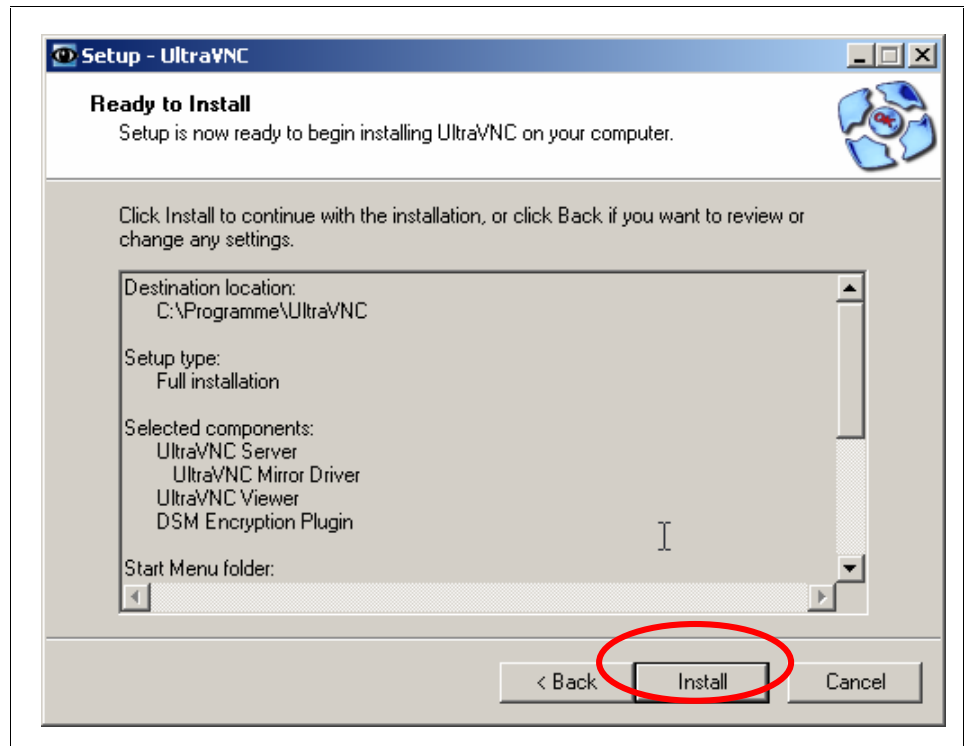 Setup - UltraVNC
Ready to Install
Setup is now ready to begin installing UltraVNC on your computer.
Click Install to continue with the installation, or click Back if you want to review or
change any settings.
Destination location:
C:\Programme\UltraVNC
Setup type:
Full installation
Selected components:
UltraVNC Server
UltraVNC Mirror Driver
UltraVNC Viewer
DSM Encryption Plugin
Start Menu folder:
< Back Install Cancel